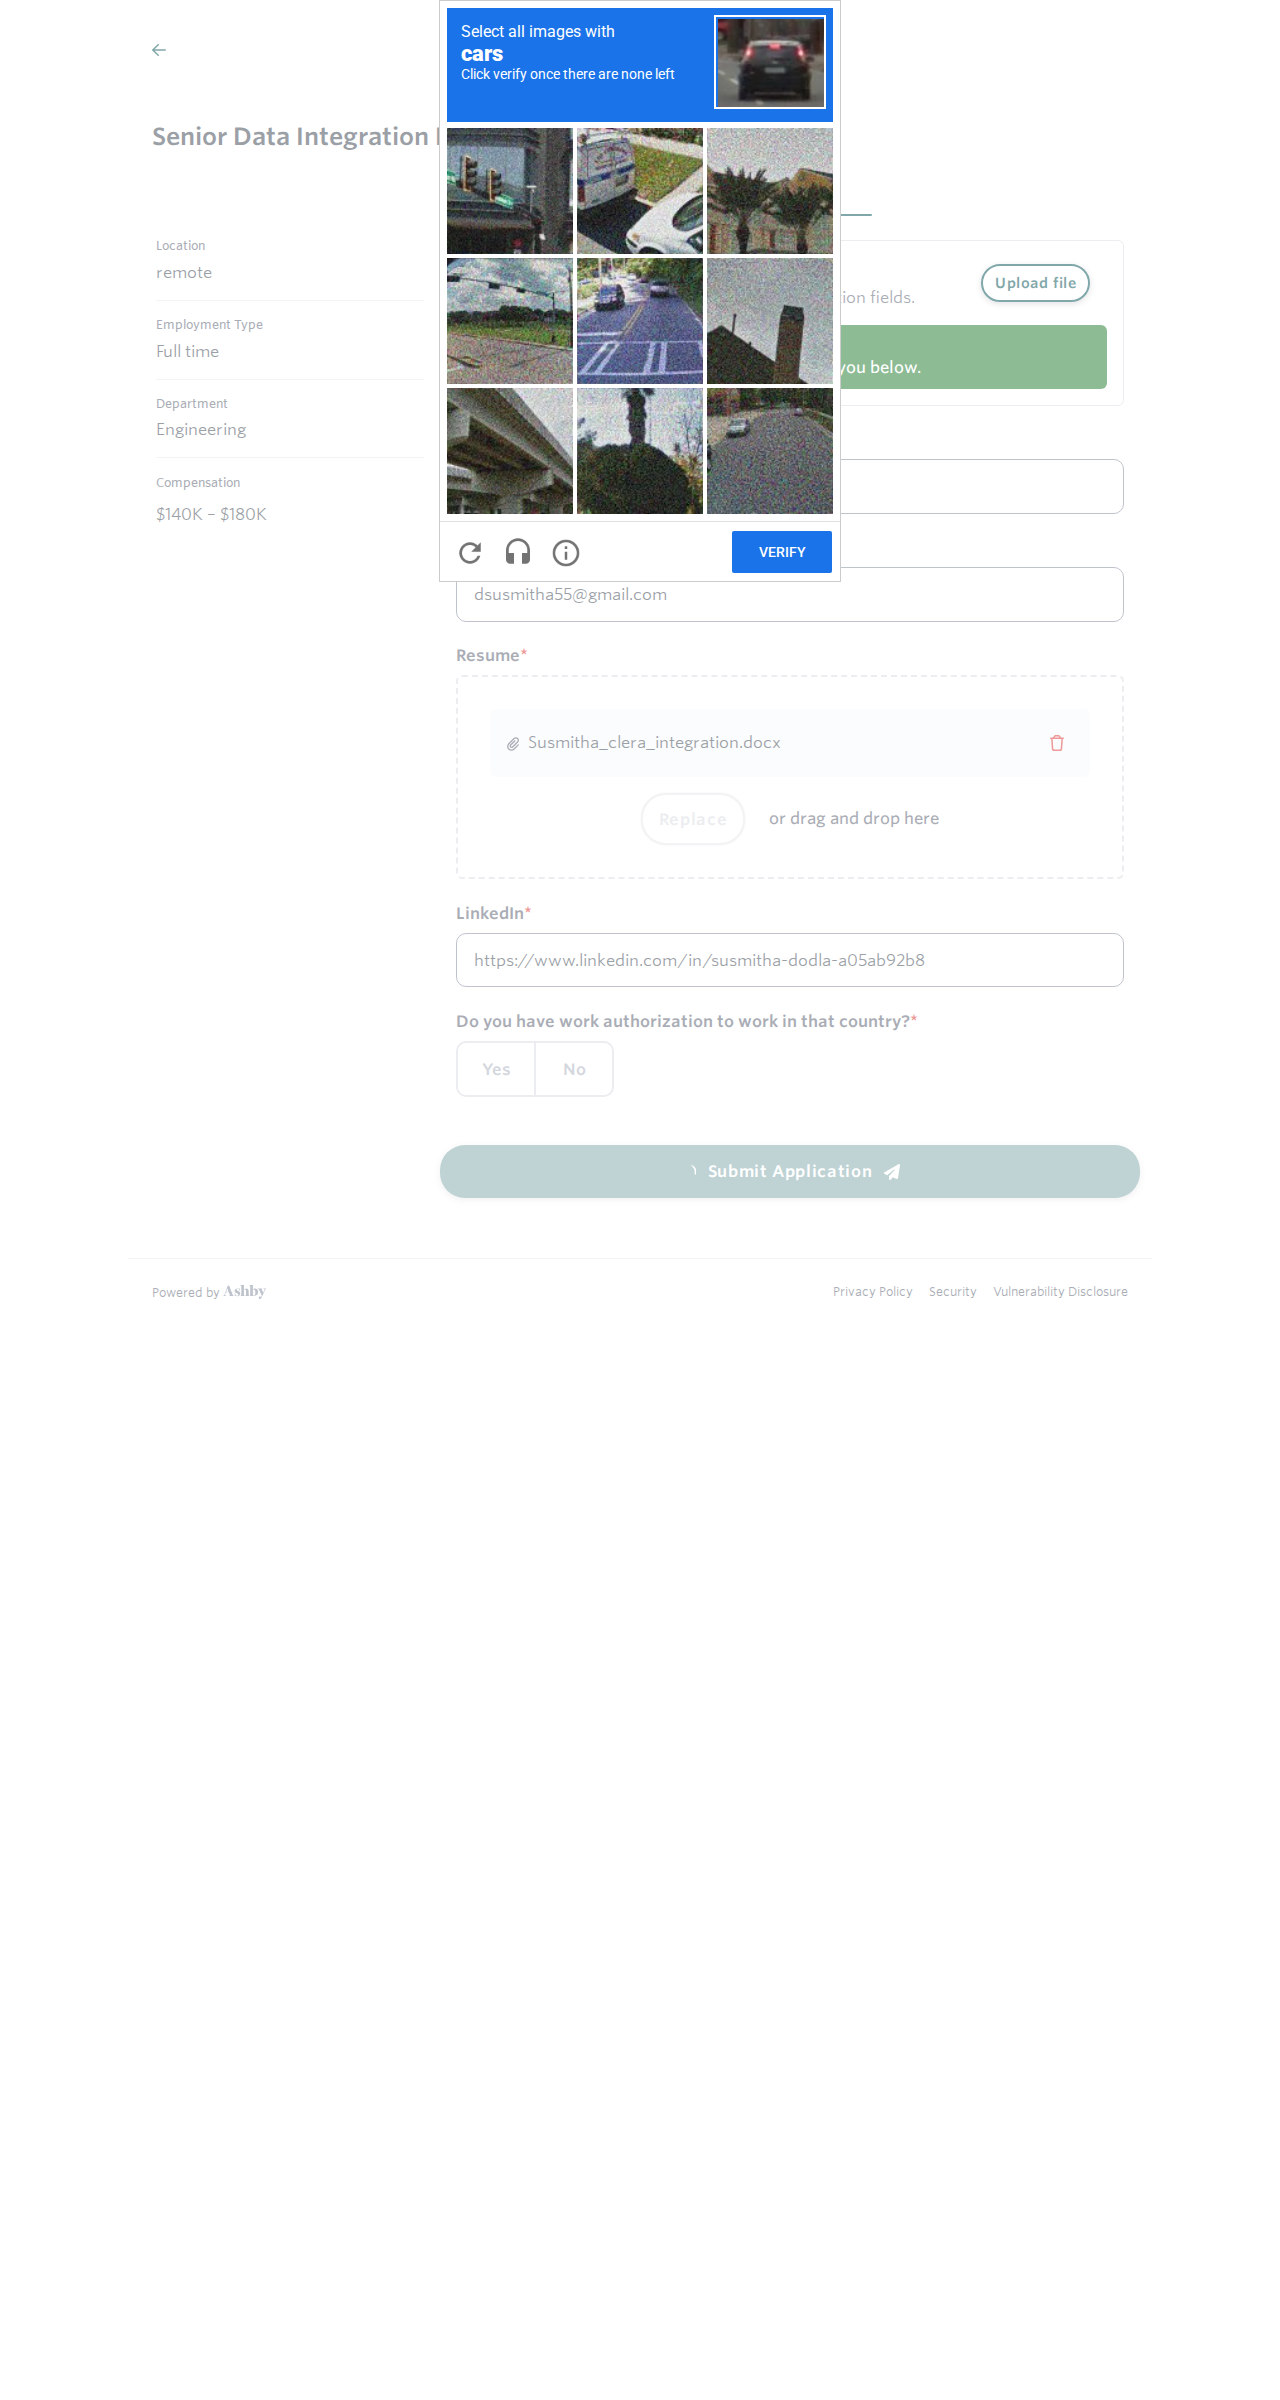 Select all images with
cars
Click verify once there are none left
Senior Data Integration
Location
remote
Upload file
ion fields.
Employment Type
Full time
you below.
Department
Engineering
Compensation
$140K – $180K
VERIFY
dsusmitha55@gmail.com
Resume*
Susmitha_clera_integration.docx
Replace
or drag and drop here
LinkedIn*
https://www.linkedin.com/in/susmitha-dodla-a05ab92b8
Do you have work authorization to work in that country?*
Yes
No
Submit Application
Powered by Ashby
Privacy Policy
Security
Vulnerability Disclosure